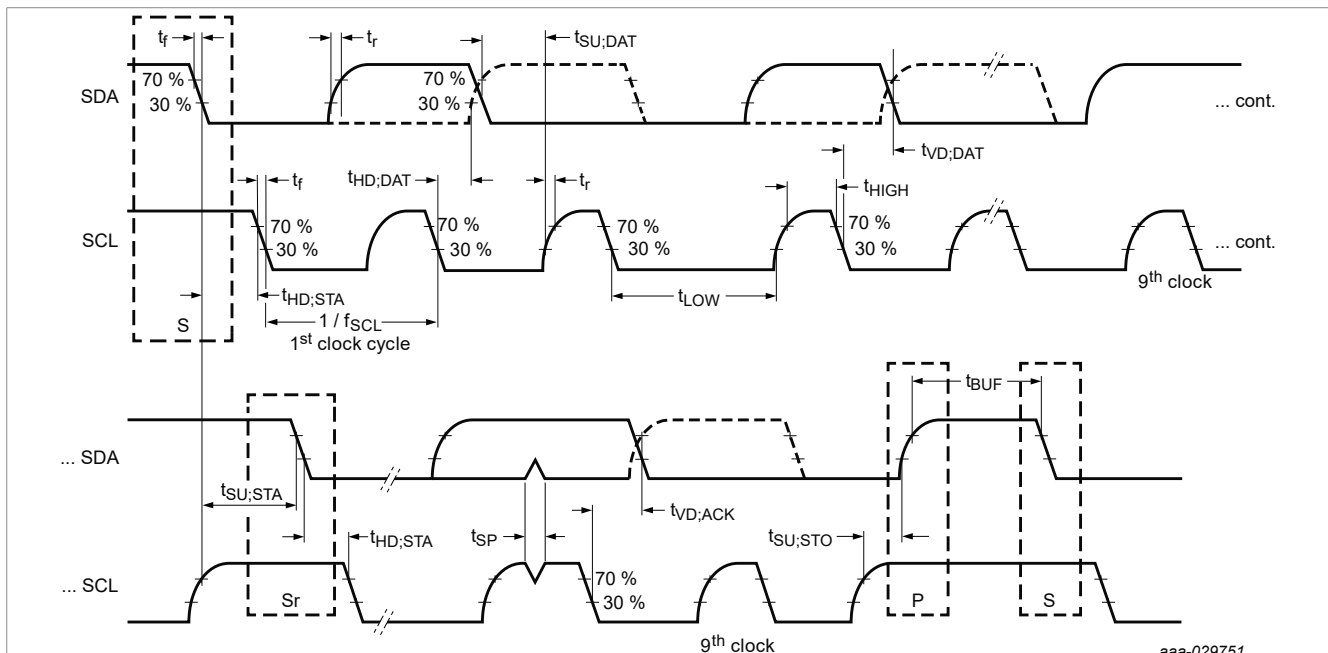 tf
tr
tSU;DAT
70 %
30 %
SDA
70 %
30 %
... cont.
tVD;DAT
tf
tHD;DAT
tr
tHIGH
SCL
70 %
30 %
70 %
30 %
70 %
30 %
70 %
30 %
... cont.
9th clock
tHD;STA
tLOW
S
1 / fSCL
1st clock cycle
tBUF
... SDA
tSU;STA
tHD;STA
tSP
tVD;ACK
tSU;STO
... SCL
Sr
70 %
30 %
P
S
9th clock
aaa-029751